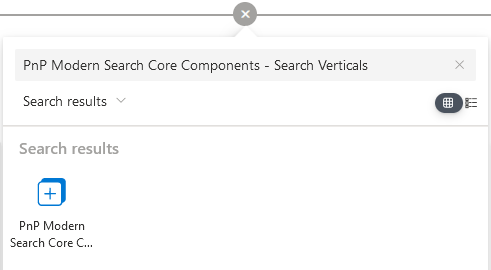 PnP Modern Search Core Components - Search Verticals
Search results
Search results
PnP Modern
Search Core C...